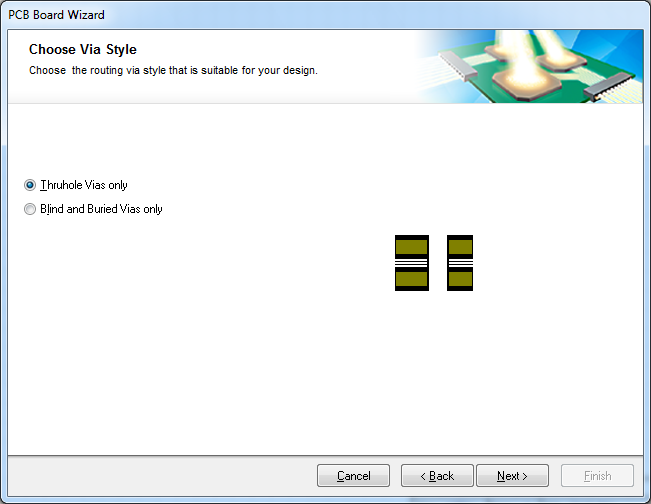 PCB Board Wizard
Choose Via Style
Choose the routing via style that is suitable for your design.
Thruhole Vias only
Blind and Buried Vias only
Cancel
< Back
Next >
Finish